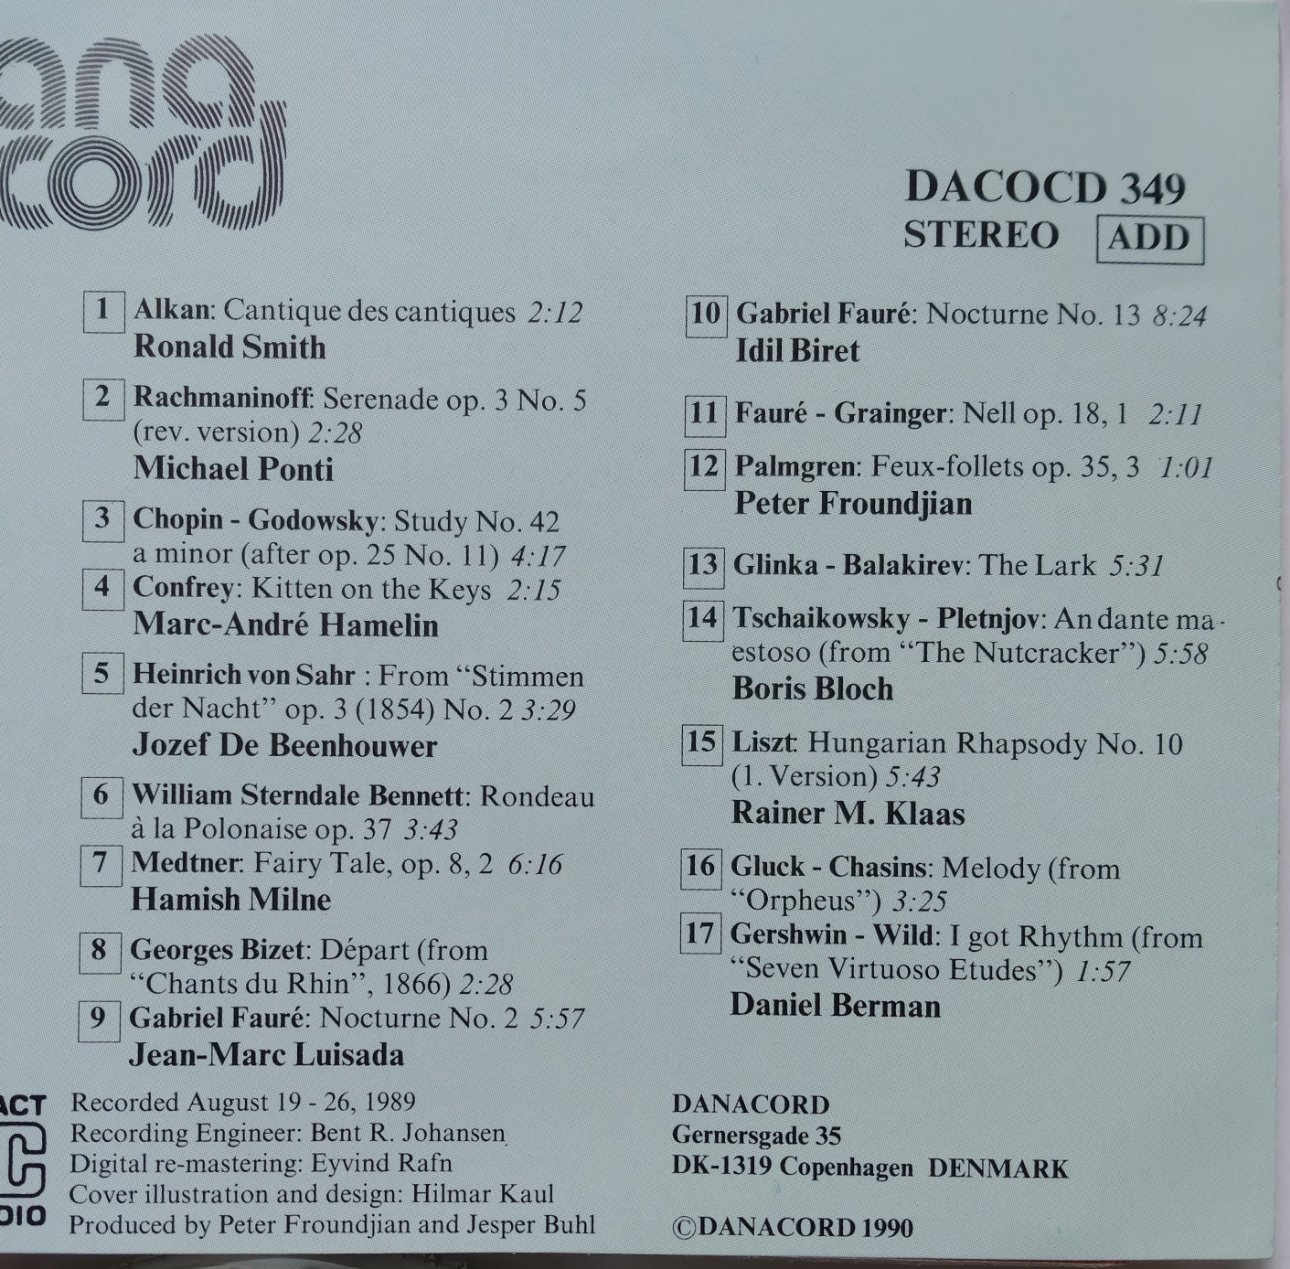 ana
cord
DACOCD 349
STEREO ADD
1 Alkan: Cantique des cantiques 2:12
Ronald Smith
2 Rachmaninoff: Serenade op. 3 No. 5
(rev. version) 2:28
Michael Ponti
3 Chopin - Godowsky: Study No. 42
a minor (after op. 25 No. 11) 4:17
4 Confrey: Kitten on the Keys 2:15
Marc-André Hamelin
5 Heinrich von Sahr : From “Stimmen
der Nacht” op. 3 (1854) No. 2 3:29
Jozef De Beenhouwer
6 William Sterndale Bennett: Rondeau
à la Polonaise op. 37 3:43
7 Medtner: Fairy Tale, op. 8, 2 6:16
Hamish Milne
8 Georges Bizet: Départ (from
“Chants du Rhin”, 1866) 2:28
9 Gabriel Fauré: Nocturne No. 2 5:57
Jean-Marc Luisada
10 Gabriel Fauré: Nocturne No. 13 8:24
Idil Biret
11 Fauré - Grainger: Nell op. 18, 1 2:11
12 Palmgren: Feux-follets op. 35, 3 1:01
Peter Froundjian
13 Glinka - Balakirev: The Lark 5:31
14 Tschaikowsky - Pletnjov: Andante ma-
estoso (from “The Nutcracker”) 5:58
Boris Bloch
15 Liszt: Hungarian Rhapsody No. 10
(1. Version) 5:43
Rainer M. Klaas
16 Gluck - Chasins: Melody (from
“Orpheus”) 3:25
17 Gershwin - Wild: I got Rhythm (from
“Seven Virtuoso Etudes”) 1:57
Daniel Berman
ACT
DIO
Recorded August 19 - 26, 1989
Recording Engineer: Bent R. Johansen
Digital re-mastering: Eyvind Rafn
Cover illustration and design: Hilmar Kaul
Produced by Peter Froundjian and Jesper Buhl
DANACORD
Gernersgade 35
DK-1319 Copenhagen DENMARK
©DANACORD 1990